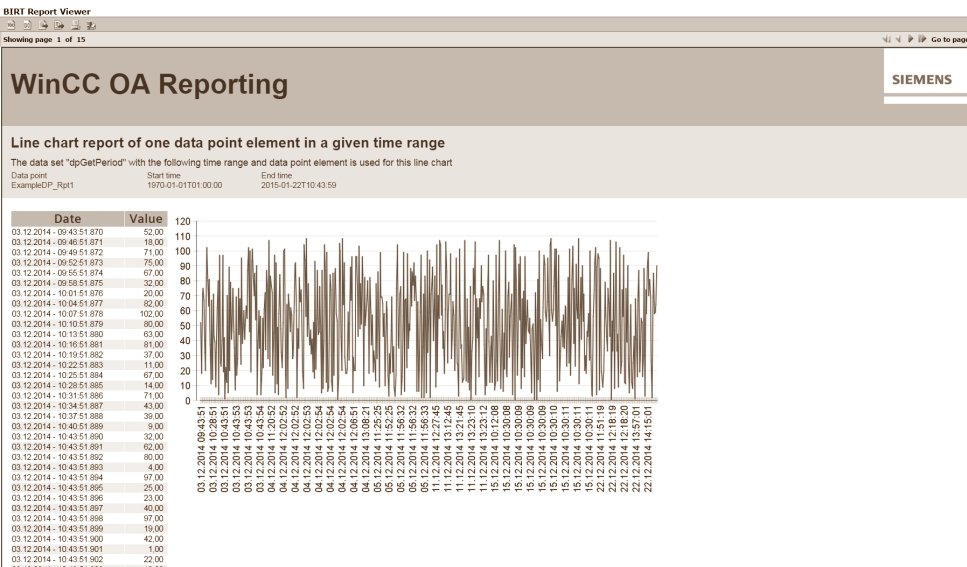 BIRT Report Viewer
Showing page 1 of 15
Go to page
WinCC OA Reporting
SIEMENS
Line chart report of one data point element in a given time range
The data set "dpGetPeriod" with the following time range and data point element is used for this line chart
Data point Start time End time
ExampleDP_Rpt1 1970-01-01T01:00:00 2015-01-22T10:43:59
Date Value
03.12.2014 - 09:43:51.870 52,00
03.12.2014 - 09:46:51.871 18,00
03.12.2014 - 09:49:51.872 71,00
03.12.2014 - 09:52:51.873 75,00
03.12.2014 - 09:55:51.874 67,00
03.12.2014 - 09:58:51.875 32,00
03.12.2014 - 10:01:51.876 20,00
03.12.2014 - 10:04:51.877 82,00
03.12.2014 - 10:07:51.878 102,00
03.12.2014 - 10:10:51.879 80,00
03.12.2014 - 10:13:51.880 63,00
03.12.2014 - 10:16:51.881 81,00
03.12.2014 - 10:19:51.882 37,00
03.12.2014 - 10:22:51.883 11,00
03.12.2014 - 10:25:51.884 67,00
03.12.2014 - 10:28:51.885 14,00
03.12.2014 - 10:31:51.886 71,00
03.12.2014 - 10:34:51.887 43,00
03.12.2014 - 10:37:51.888 39,00
03.12.2014 - 10:40:51.889 9,00
03.12.2014 - 10:43:51.890 32,00
03.12.2014 - 10:43:51.891 62,00
03.12.2014 - 10:43:51.892 80,00
03.12.2014 - 10:43:51.893 4,00
03.12.2014 - 10:43:51.894 97,00
03.12.2014 - 10:43:51.895 25,00
03.12.2014 - 10:43:51.896 23,00
03.12.2014 - 10:43:51.897 40,00
03.12.2014 - 10:43:51.898 97,00
03.12.2014 - 10:43:51.899 19,00
03.12.2014 - 10:43:51.900 42,00
03.12.2014 - 10:43:51.901 1,00
03.12.2014 - 10:43:51.902 22,00
120
110
100
90
80
70
60
50
40
30
20
10
0
03.12.2014 09:43:51
03.12.2014 10:28:51
03.12.2014 10:43:51
03.12.2014 10:43:53
03.12.2014 10:43:53
03.12.2014 10:43:54
04.12.2014 11:20:52
04.12.2014 12:02:52
04.12.2014 12:02:52
04.12.2014 12:02:54
04.12.2014 12:02:54
04.12.2014 12:02:54
04.12.2014 12:02:54
04.12.2014 12:06:51
04.12.2014 13:08:21
05.12.2014 11:25:25
05.12.2014 11:52:25
05.12.2014 11:56:32
05.12.2014 11:56:32
05.12.2014 11:56:33
11.12.2014 12:27:45
11.12.2014 13:12:45
11.12.2014 13:21:45
11.12.2014 13:23:10
11.12.2014 13:23:12
15.12.2014 10:12:08
15.12.2014 10:30:08
15.12.2014 10:30:08
15.12.2014 10:30:09
15.12.2014 10:30:09
15.12.2014 10:30:11
15.12.2014 10:30:11
15.12.2014 10:30:11
22.12.2014 11:51:19
22.12.2014 12:18:19
22.12.2014 12:18:20
22.12.2014 13:57:01
22.12.2014 14:15:01